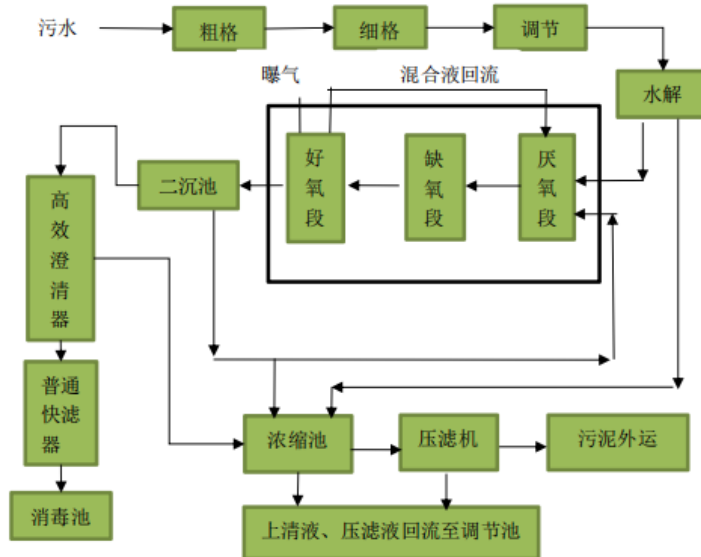 污水
粗格
细格
调节
曝气
混合液回流
水解
好氧段
缺氧段
厌氧段
二沉池
高效澄清器
普通
快滤
器
浓缩池
压滤机
污泥外运
消毒池
上清液、压滤液回流至调节池